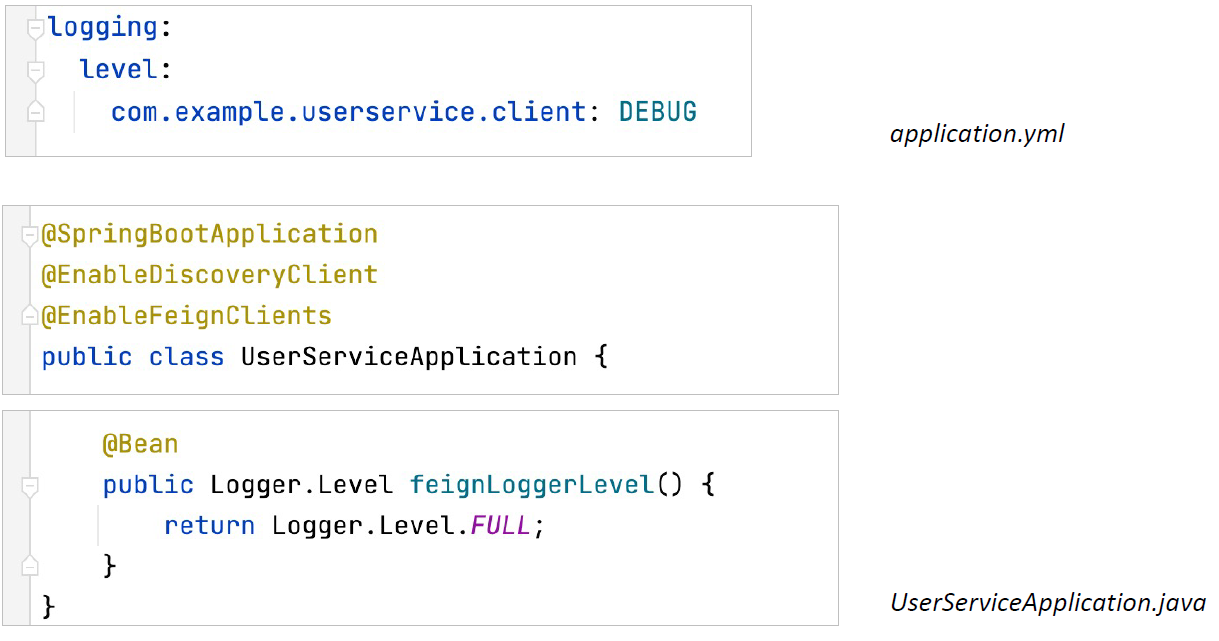 logging:
  level:
    com.example.userservice.client: DEBUG
application.yml
@SpringBootApplication
@EnableDiscoveryClient
@EnableFeignClients
public class UserServiceApplication {
    @Bean
    public Logger.Level feignLoggerLevel() {
        return Logger.Level.FULL;
    }
}
UserServiceApplication.java